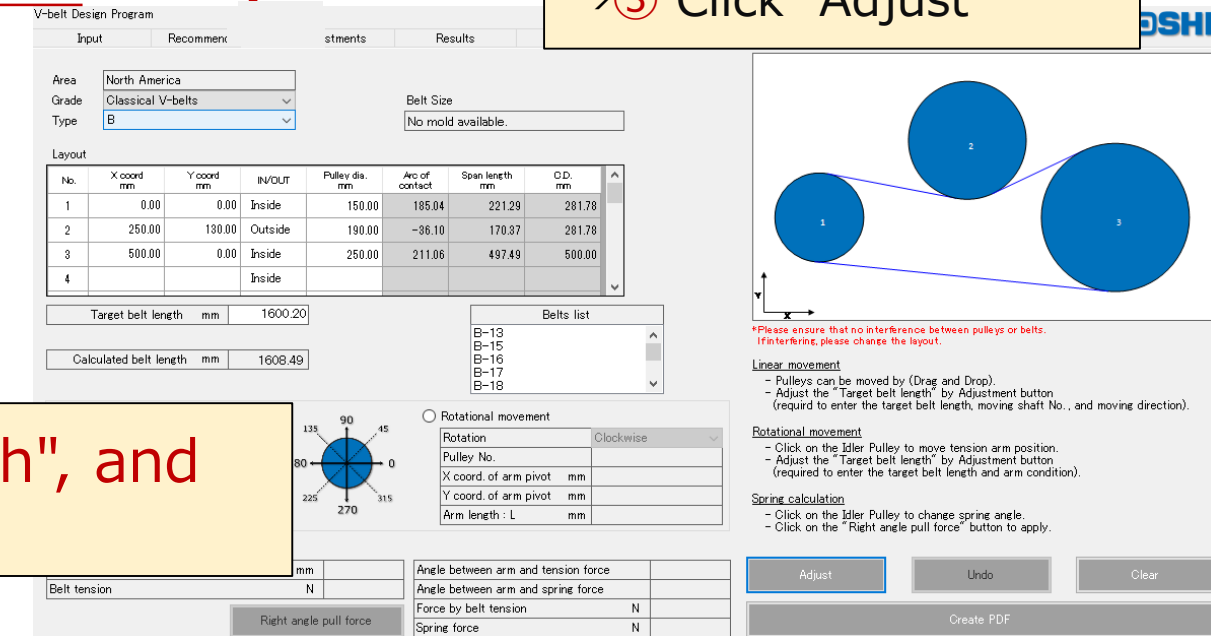 ③ Click "Adjust"
V-belt Design Program
Input Recommend stments Results
OSHI
Area North America
Grade Classical V-belts
Type B
Belt Size
No mold available.
Layout
No. X coord mm Y coord mm IN/OUT Pulley dia. mm Arc of contact Span length mm C.D. mm
1 0.00 0.00 Inside 150.00 185.04 221.29 281.78
2 250.00 130.00 Outside 190.00 -36.10 170.37 281.78
3 500.00 0.00 Inside 250.00 211.06 497.49 500.00
4 Inside
Target belt length mm 1600.20
Calculated belt length mm 1608.49
Belts list
B-13
B-15
B-16
B-17
B-18
1
2
3
Y
X
*Please ensure that no interference between pulleys or belts.
If interfering, please change the layout.
Linear movement
- Pulleys can be moved by (Drag and Drop).
- Adjust the "Target belt length" by Adjustment button
(requird to enter the target belt length, moving shaft No., and moving direction).
Rotational movement
- Click on the Idler Pulley to move tension arm position.
- Adjust the "Target belt length" by Adjustment button
(required to enter the target belt length and arm condition).
Spring calculation
- Click on the Idler Pulley to change spring angle.
- Click on the "Right angle pull force" button to apply.
h", and
90
135 45
80 0
225 315
270
Rotational movement
Rotation Clockwise
Pulley No.
X coord. of arm pivot mm
Y coord. of arm pivot mm
Arm length : L mm
mm
Belt tension N
Right angle pull force
Angle between arm and tension force
Angle between arm and spring force
Force by belt tension N
Spring force N
Adjust Undo Clear
Create PDF